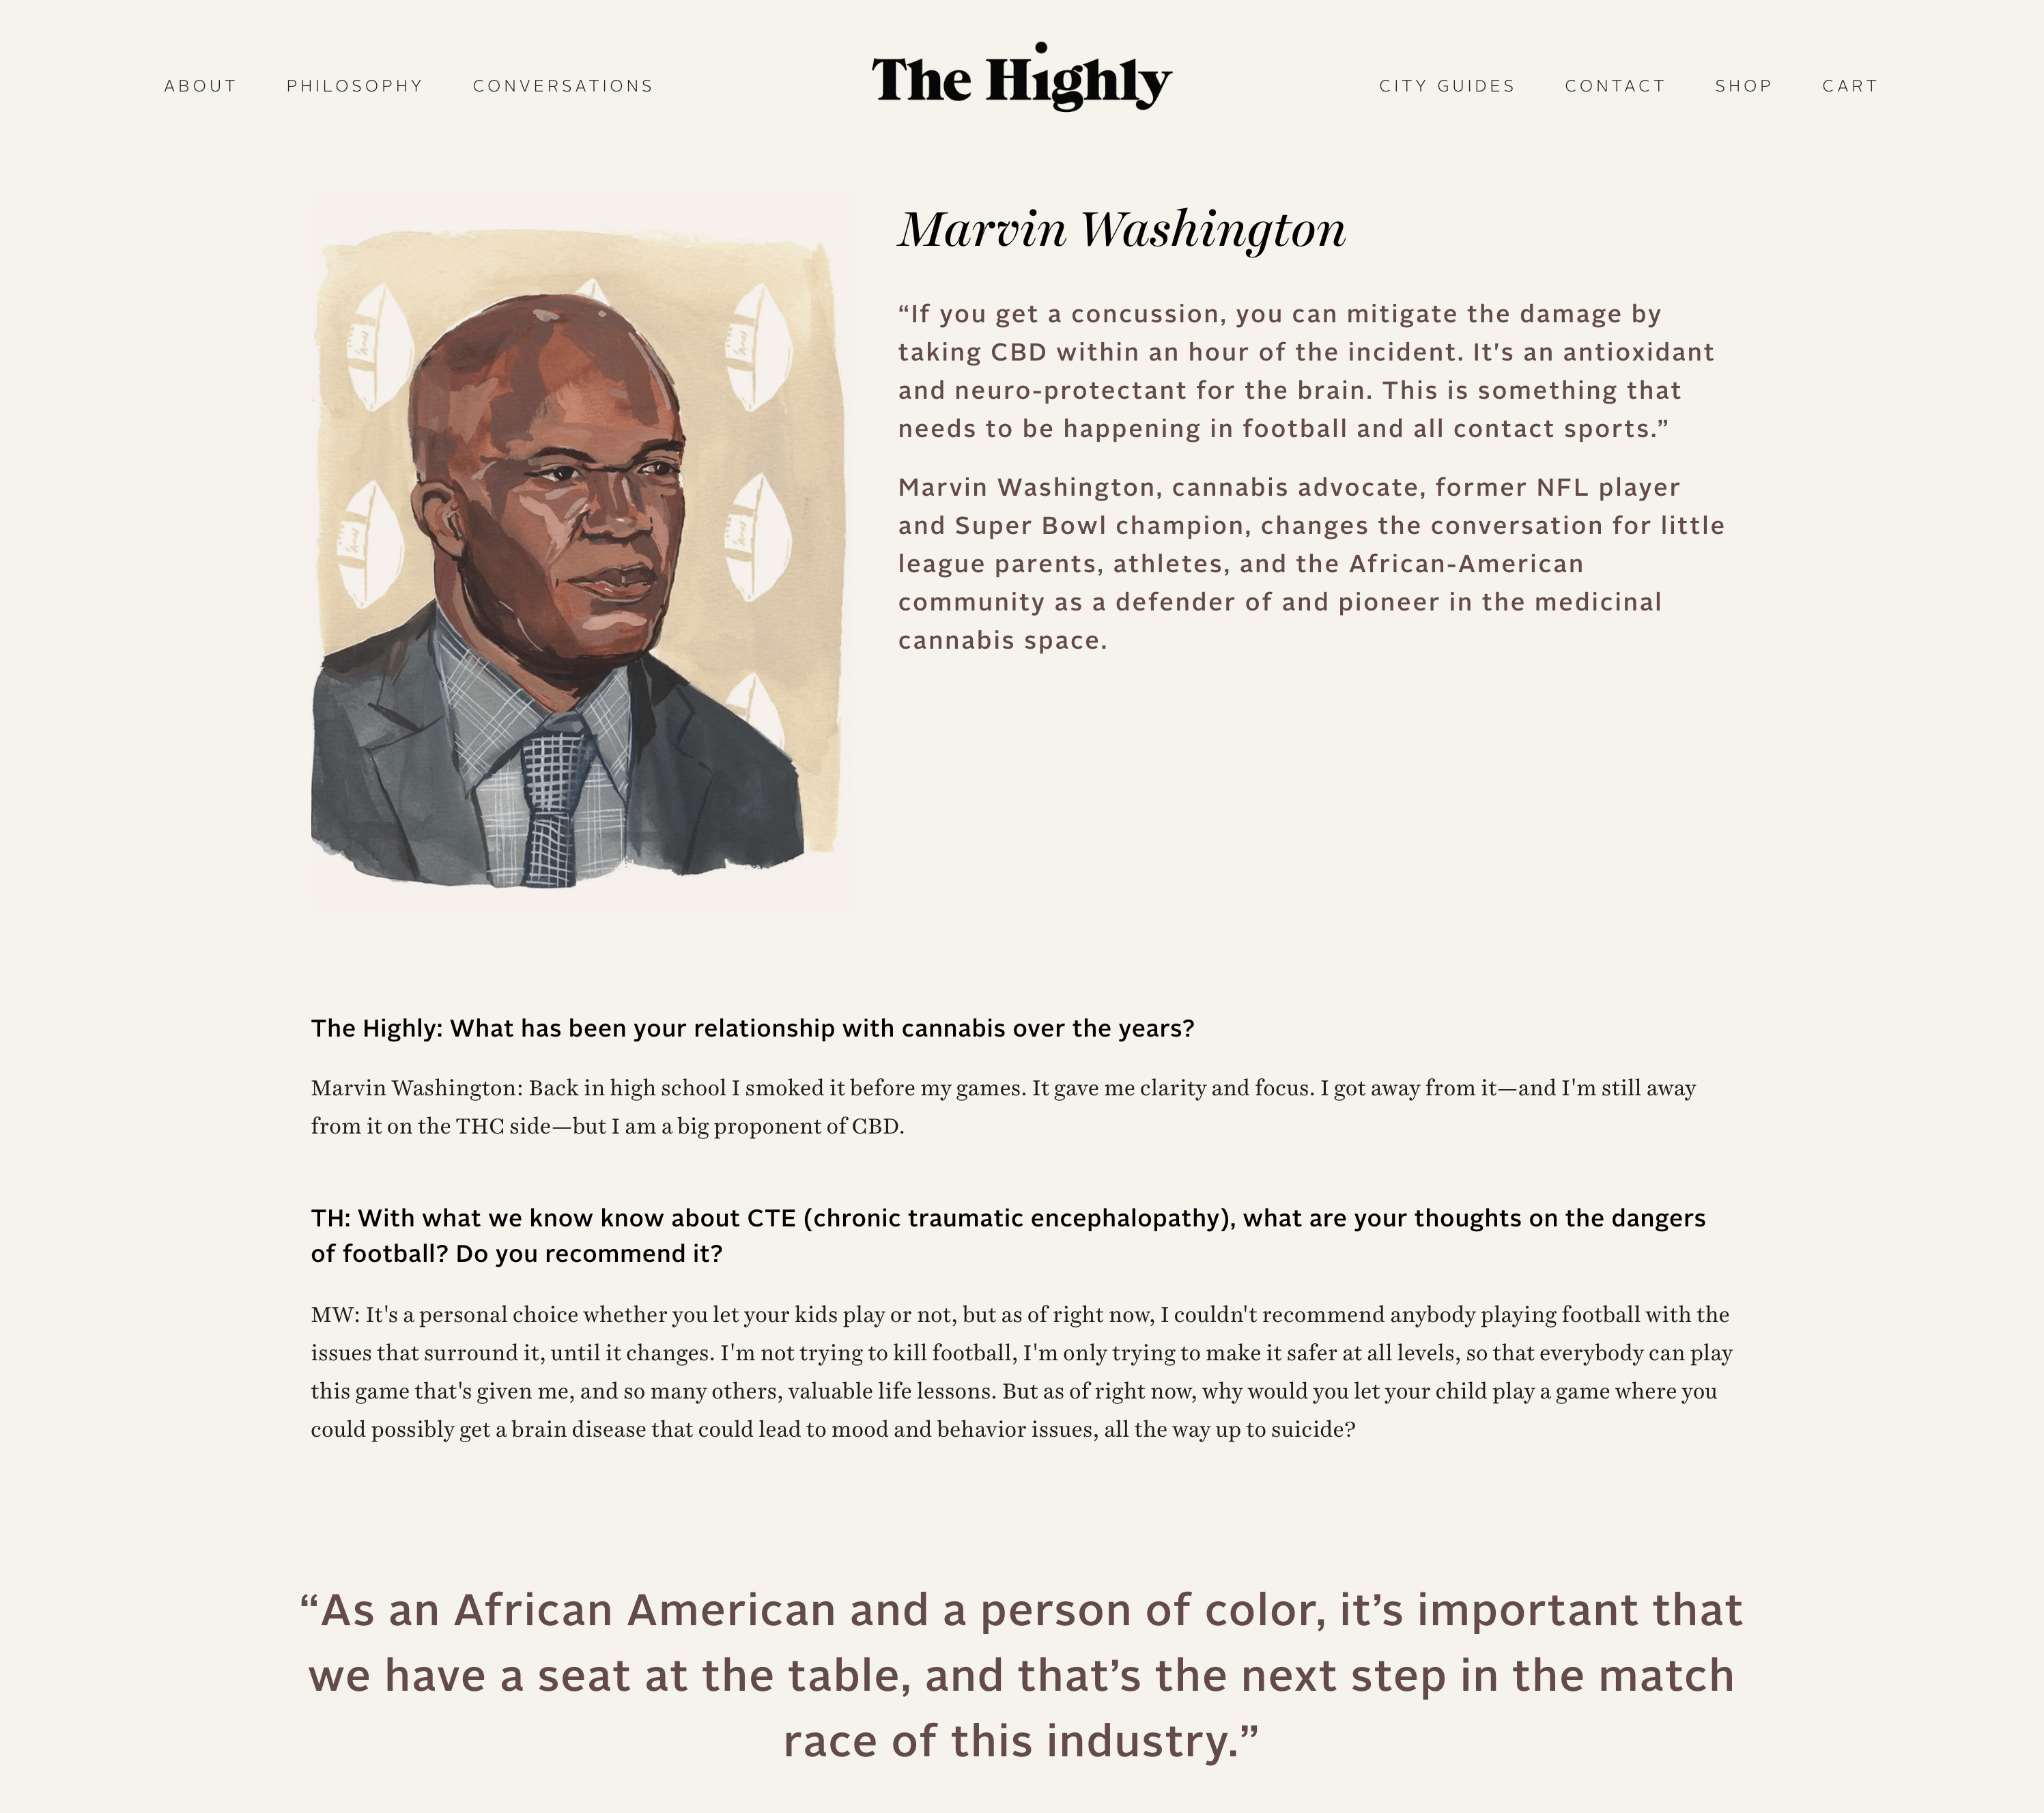 ABOUT PHILOSOPHY CONVERSATIONS The Highly CITY GUIDES CONTACT SHOP CART
Marvin Washington
“If you get a concussion, you can mitigate the damage by
taking CBD within an hour of the incident. It's an antioxidant
and neuro-protectant for the brain. This is something that
needs to be happening in football and all contact sports.”
Marvin Washington, cannabis advocate, former NFL player
and Super Bowl champion, changes the conversation for little
league parents, athletes, and the African-American
community as a defender of and pioneer in the medicinal
cannabis space.
The Highly: What has been your relationship with cannabis over the years?
Marvin Washington: Back in high school I smoked it before my games. It gave me clarity and focus. I got away from it—and I'm still away
from it on the THC side—but I am a big proponent of CBD.
TH: With what we know know about CTE (chronic traumatic encephalopathy), what are your thoughts on the dangers
of football? Do you recommend it?
MW: It's a personal choice whether you let your kids play or not, but as of right now, I couldn't recommend anybody playing football with the
issues that surround it, until it changes. I'm not trying to kill football, I'm only trying to make it safer at all levels, so that everybody can play
this game that's given me, and so many others, valuable life lessons. But as of right now, why would you let your child play a game where you
could possibly get a brain disease that could lead to mood and behavior issues, all the way up to suicide?
“As an African American and a person of color, it’s important that
we have a seat at the table, and that’s the next step in the match
race of this industry.”